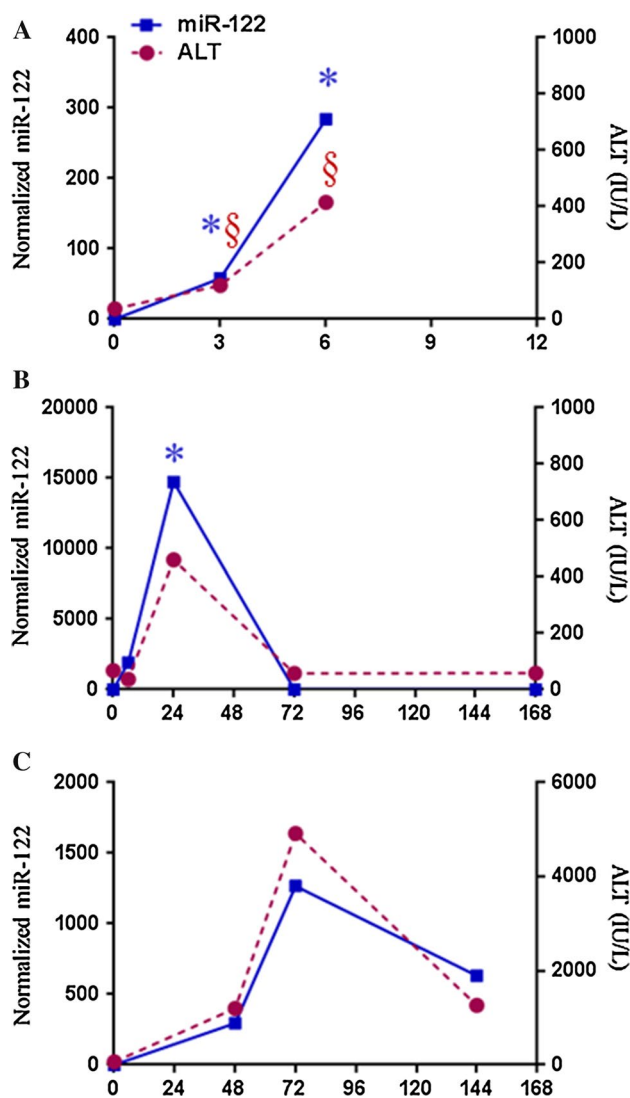 A
miR-122
ALT
Normalized miR-122
400
300
200
100
0
1000
800
600
400
200
0
ALT (IU/L)
* §
*
§
0 3 6 9 12
B
Normalized miR-122
20000
15000
10000
5000
0
1000
800
600
400
200
0
ALT (IU/L)
*
0 24 48 72 96 120 144 168
C
Normalized miR-122
2000
1500
1000
500
0
6000
4000
2000
0
ALT (IU/L)
0 24 48 72 96 120 144 168